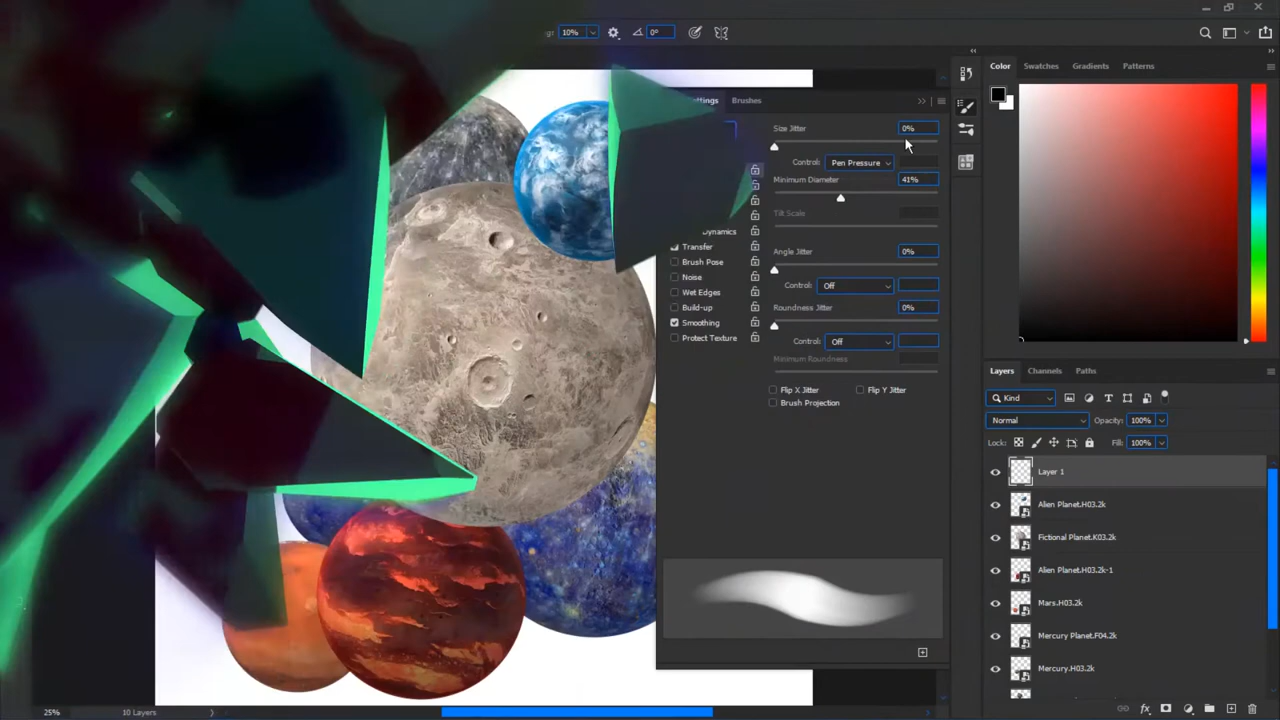 10%
0°
Color
Swatches
Gradients
Patterns
Brushes
Size Jitter
0%
Control:
Pen Pressure
Minimum Diameter
41%
Tilt Scale
Transfer
Brush Pose
Noise
Wet Edges
Build-up
Smoothing
Protect Texture
Angle Jitter
0%
Control:
Off
Roundness Jitter
0%
Control:
Off
Minimum Roundness
Flip X Jitter
Flip Y Jitter
Brush Projection
Layers
Channels
Paths
Kind
Normal
Opacity:
100%
Lock:
Fill:
100%
Layer 1
Alien Planet.H03.2k
Fictional Planet.K03.2k
Alien Planet.H03.2k-1
Mars.H03.2k
Mercury Planet.F04.2k
Mercury.H03.2k
25%
10 Layers